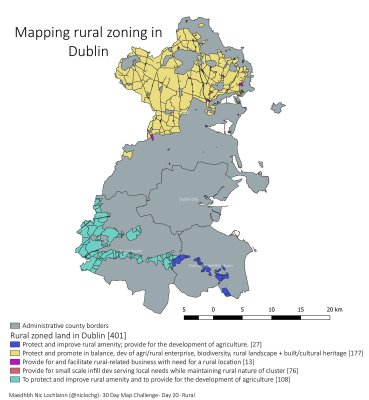 Mapping rural zoning in
Dublin
Dublin City
5 0 5 10 15 20 km
Administrative county borders
Rural zoned land in Dublin [401]
Protect and improve rural amenity; provide for the development of agriculture. [27]
Protect and promote in balance, dev of agri/rural enterprise, biodiversity, rural landscape + built/cultural heritage [177]
Provide for and facilitate rural-related business with need for a rural location [13]
Provide for small scale infill dev serving local needs while maintaining rural nature of cluster [76]
To protect and improve rural amenity and to provide for the development of agriculture [108]
Maedhbh Nic Lochlainn (@niclochg)- 30 Day Map Challenge- Day 20- Rural